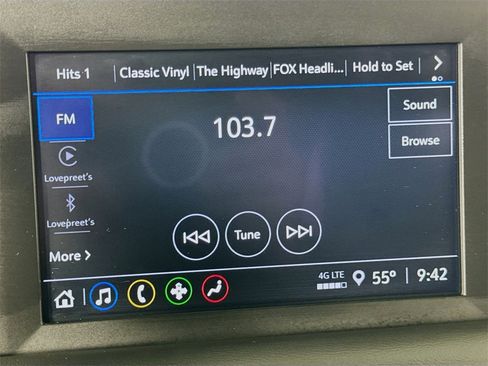 Hits 1 Classic Vinyl The Highway FOX Headli... Hold to Set
FM
103.7
Sound
Browse
Lovepreet's
Lovepreet's
Tune
More >
4G LTE
55° 9:42